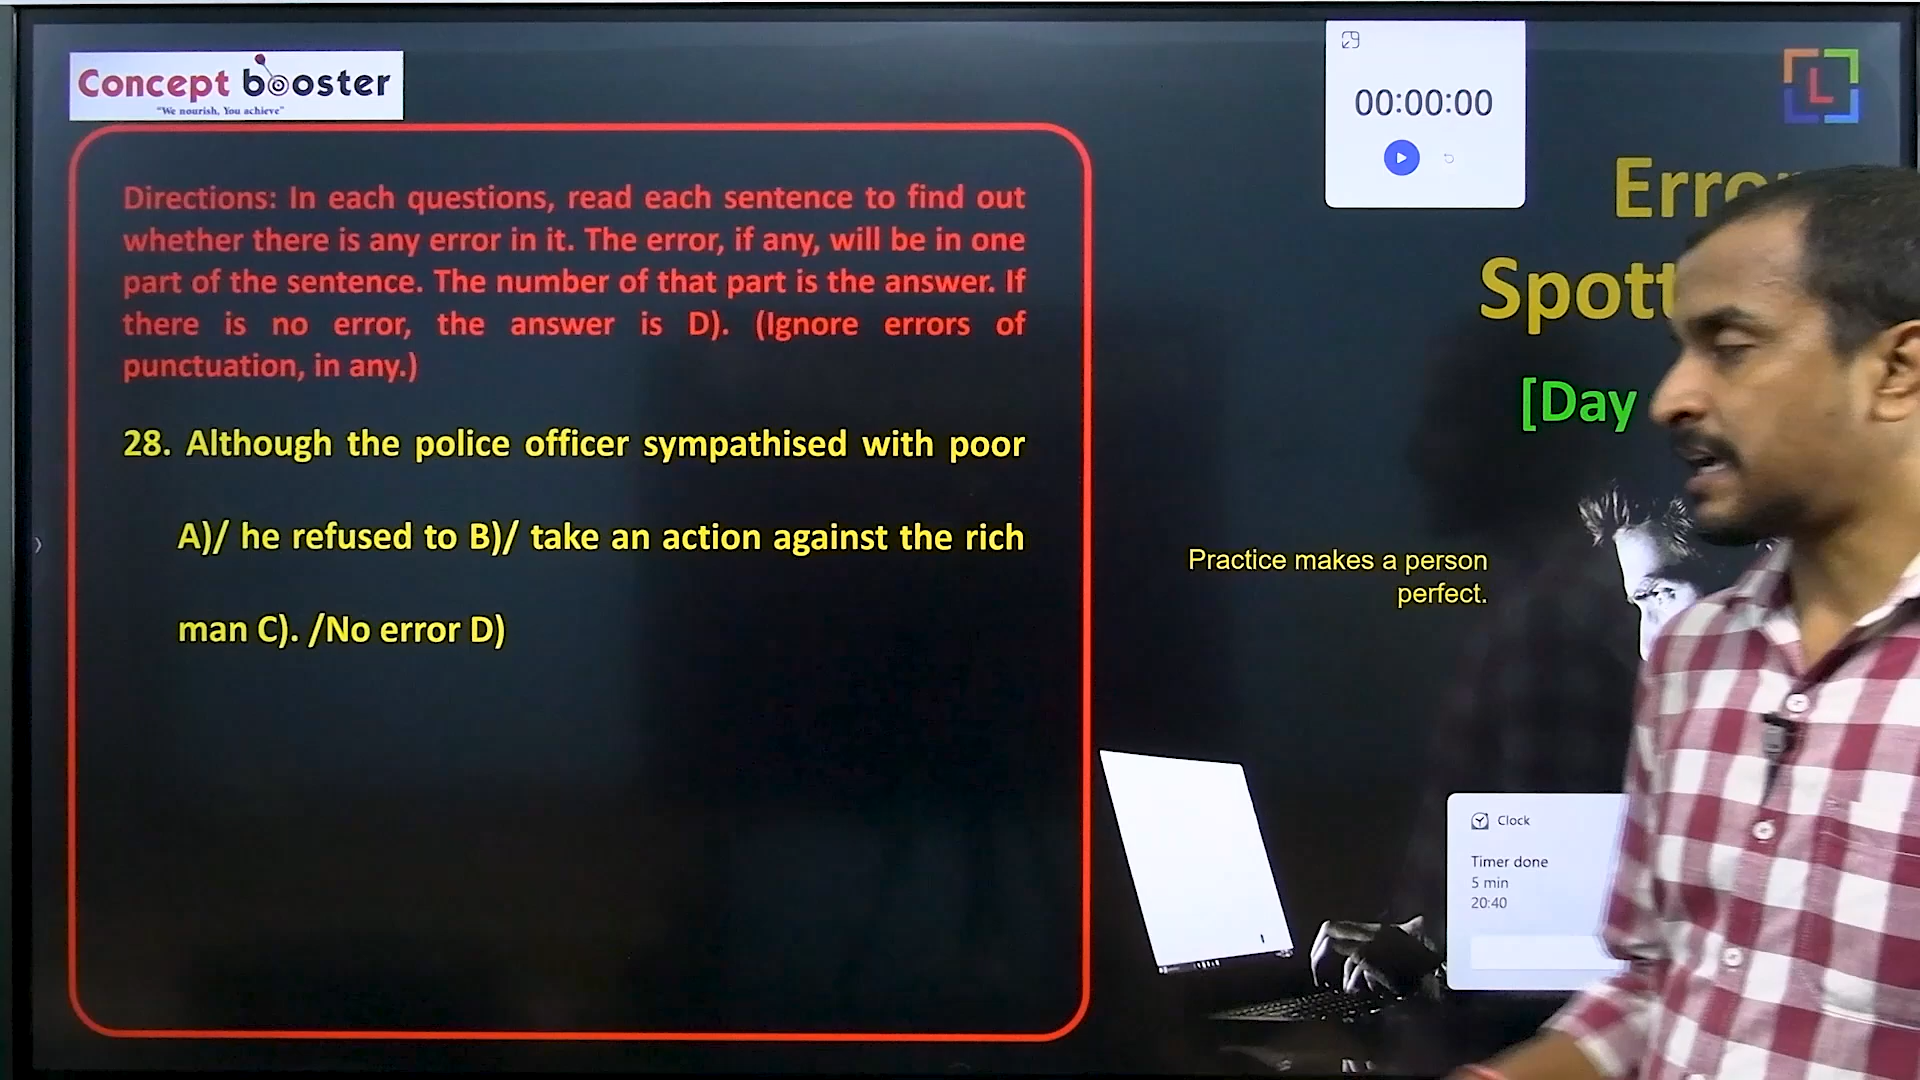 Concept booster
"We nourish, You achieve"
00:00:00
L
Directions: In each questions, read each sentence to find out
whether there is any error in it. The error, if any, will be in one
part of the sentence. The number of that part is the answer. If
there is no error, the answer is D). (Ignore errors of
punctuation, in any.)
28. Although the police officer sympathised with poor
A)/ he refused to B)/ take an action against the rich
man C). /No error D)
[Day
Practice makes a person
perfect.
Clock
Timer done
5 min
20:40